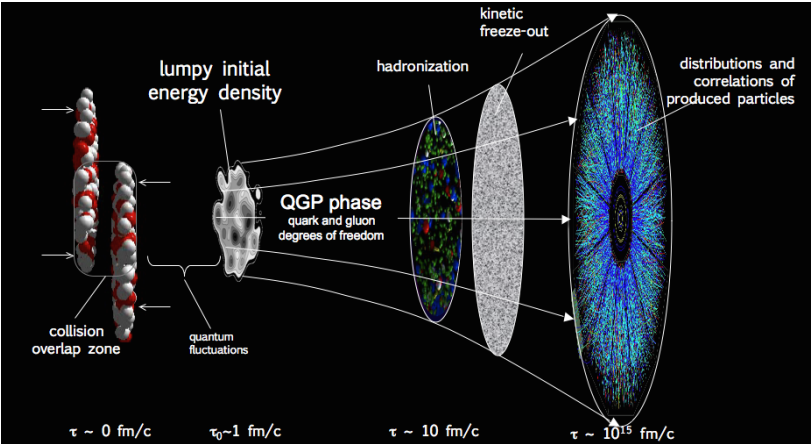 kinetic
freeze-out
lumpy initial
energy density
hadronization
distributions and
correlations of
produced particles
QGP phase
quark and gluon
degrees of freedom
collision
overlap zone
quantum
fluctuations
τ ~ 0 fm/c
τ₀~1 fm/c
τ ~ 10 fm/c
τ ~ 10¹⁵ fm/c